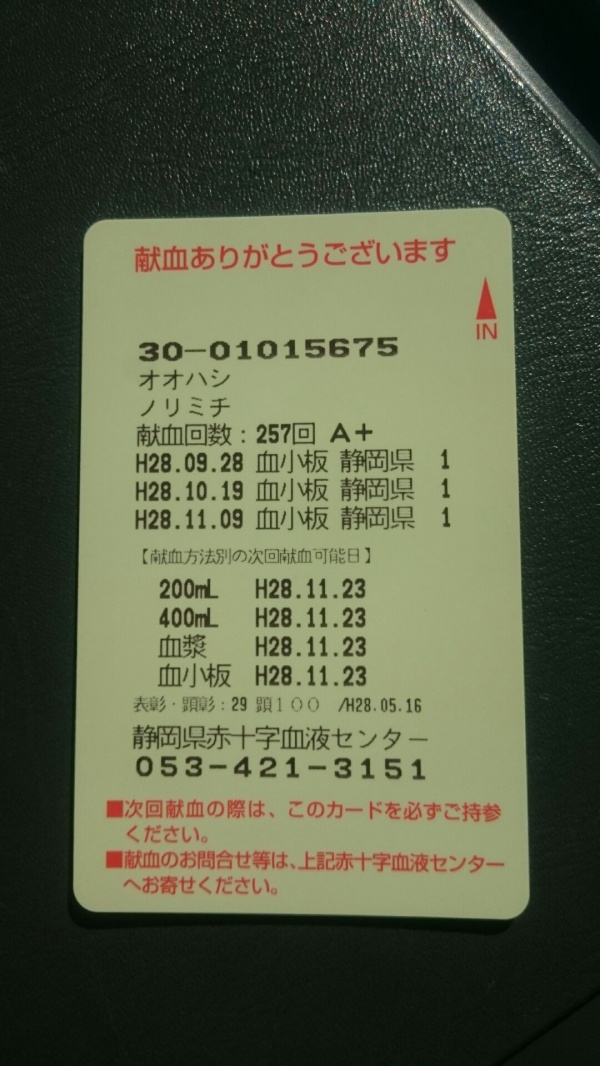 献血ありがとうございます
IN
30-01015675
オオハシ
ノリミチ
献血回数：257回 A+
H28.09.28 血小板 静岡県 1
H28.10.19 血小板 静岡県 1
H28.11.09 血小板 静岡県 1
【献血方法別の次回献血可能日】
200mL H28.11.23
400mL H28.11.23
血漿 H28.11.23
血小板 H28.11.23
表彰・顕彰：29 顕100 /H28.05.16
静岡県赤十字血液センター
053-421-3151
■次回献血の際は、このカードを必ずご持参
ください。
■献血のお問合せ等は、上記赤十字血液センター
へお寄せください。